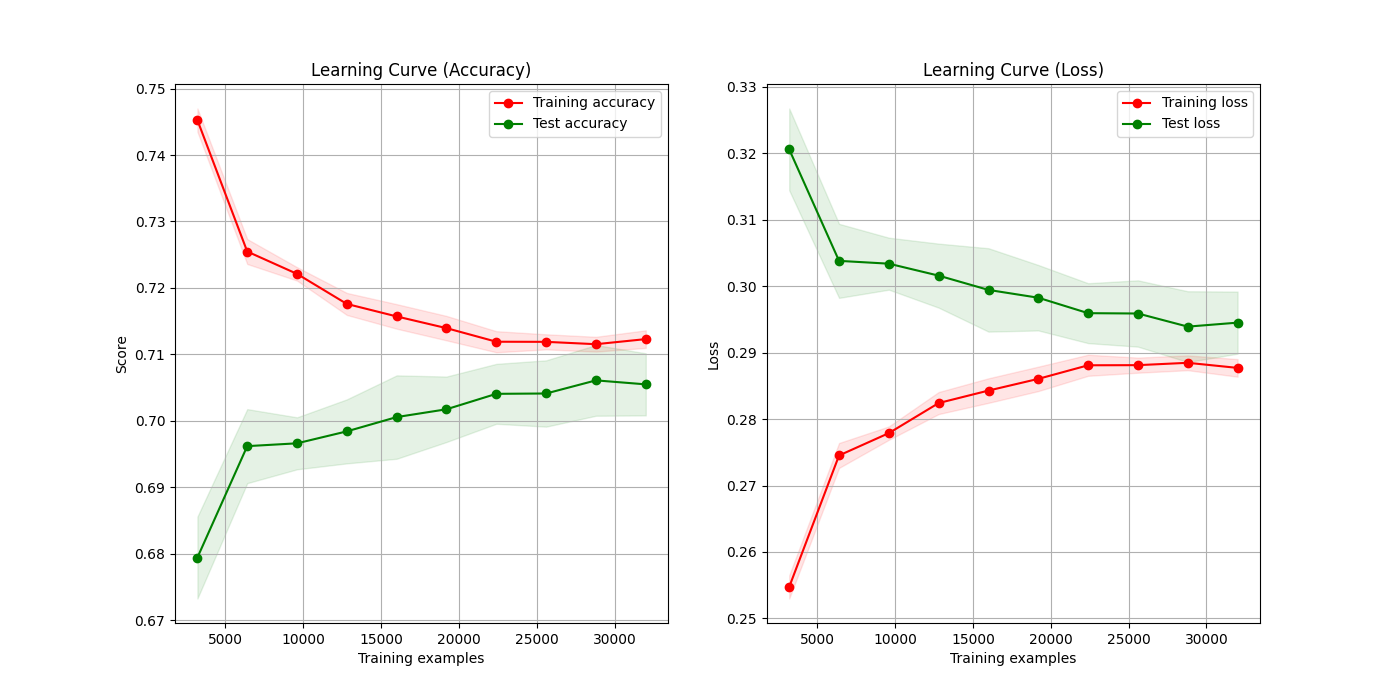 Learning Curve (Accuracy)
0.75
0.74
0.73
0.72
0.71
0.70
0.69
0.68
0.67
Score
Training accuracy
Test accuracy
5000 10000 15000 20000 25000 30000
Training examples
Learning Curve (Loss)
0.33
0.32
0.31
0.30
0.29
0.28
0.27
0.26
0.25
Loss
Training loss
Test loss
5000 10000 15000 20000 25000 30000
Training examples